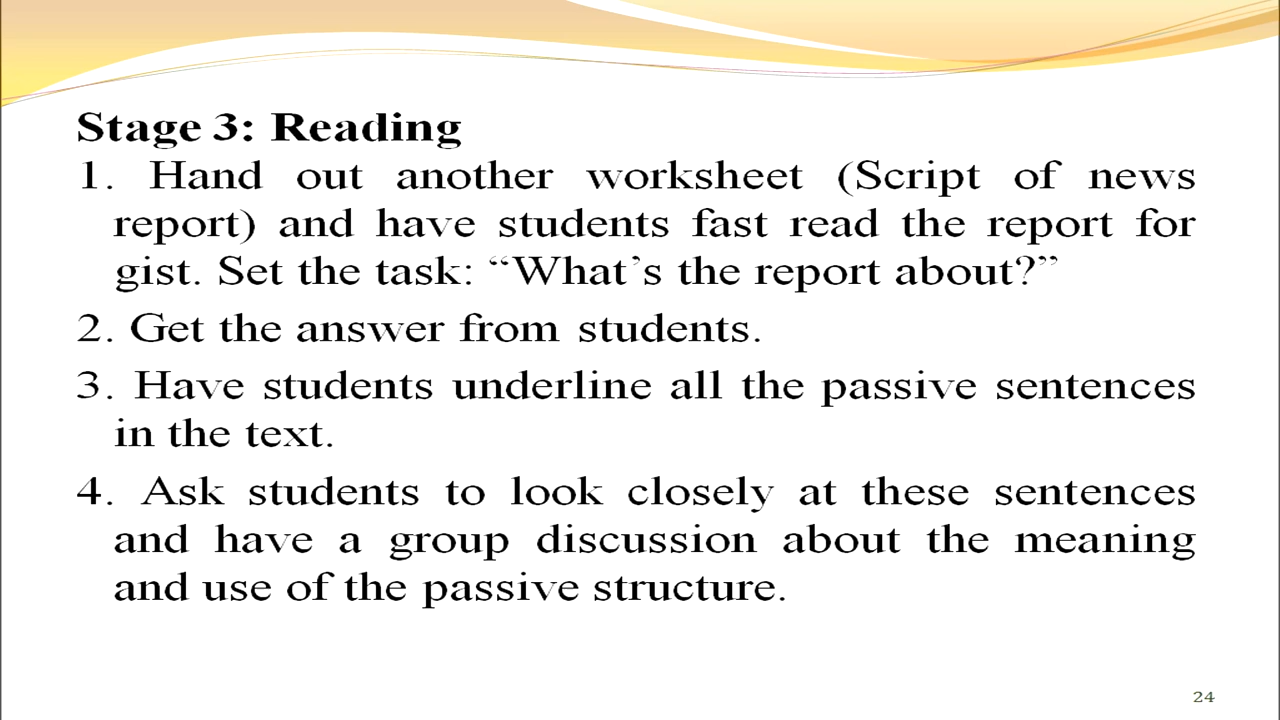 Stage 3: Reading
1. Hand out another worksheet (Script of news
report) and have students fast read the report for
gist. Set the task: “What’s the report about?”
2. Get the answer from students.
3. Have students underline all the passive sentences
in the text.
4. Ask students to look closely at these sentences
and have a group discussion about the meaning
and use of the passive structure.
24